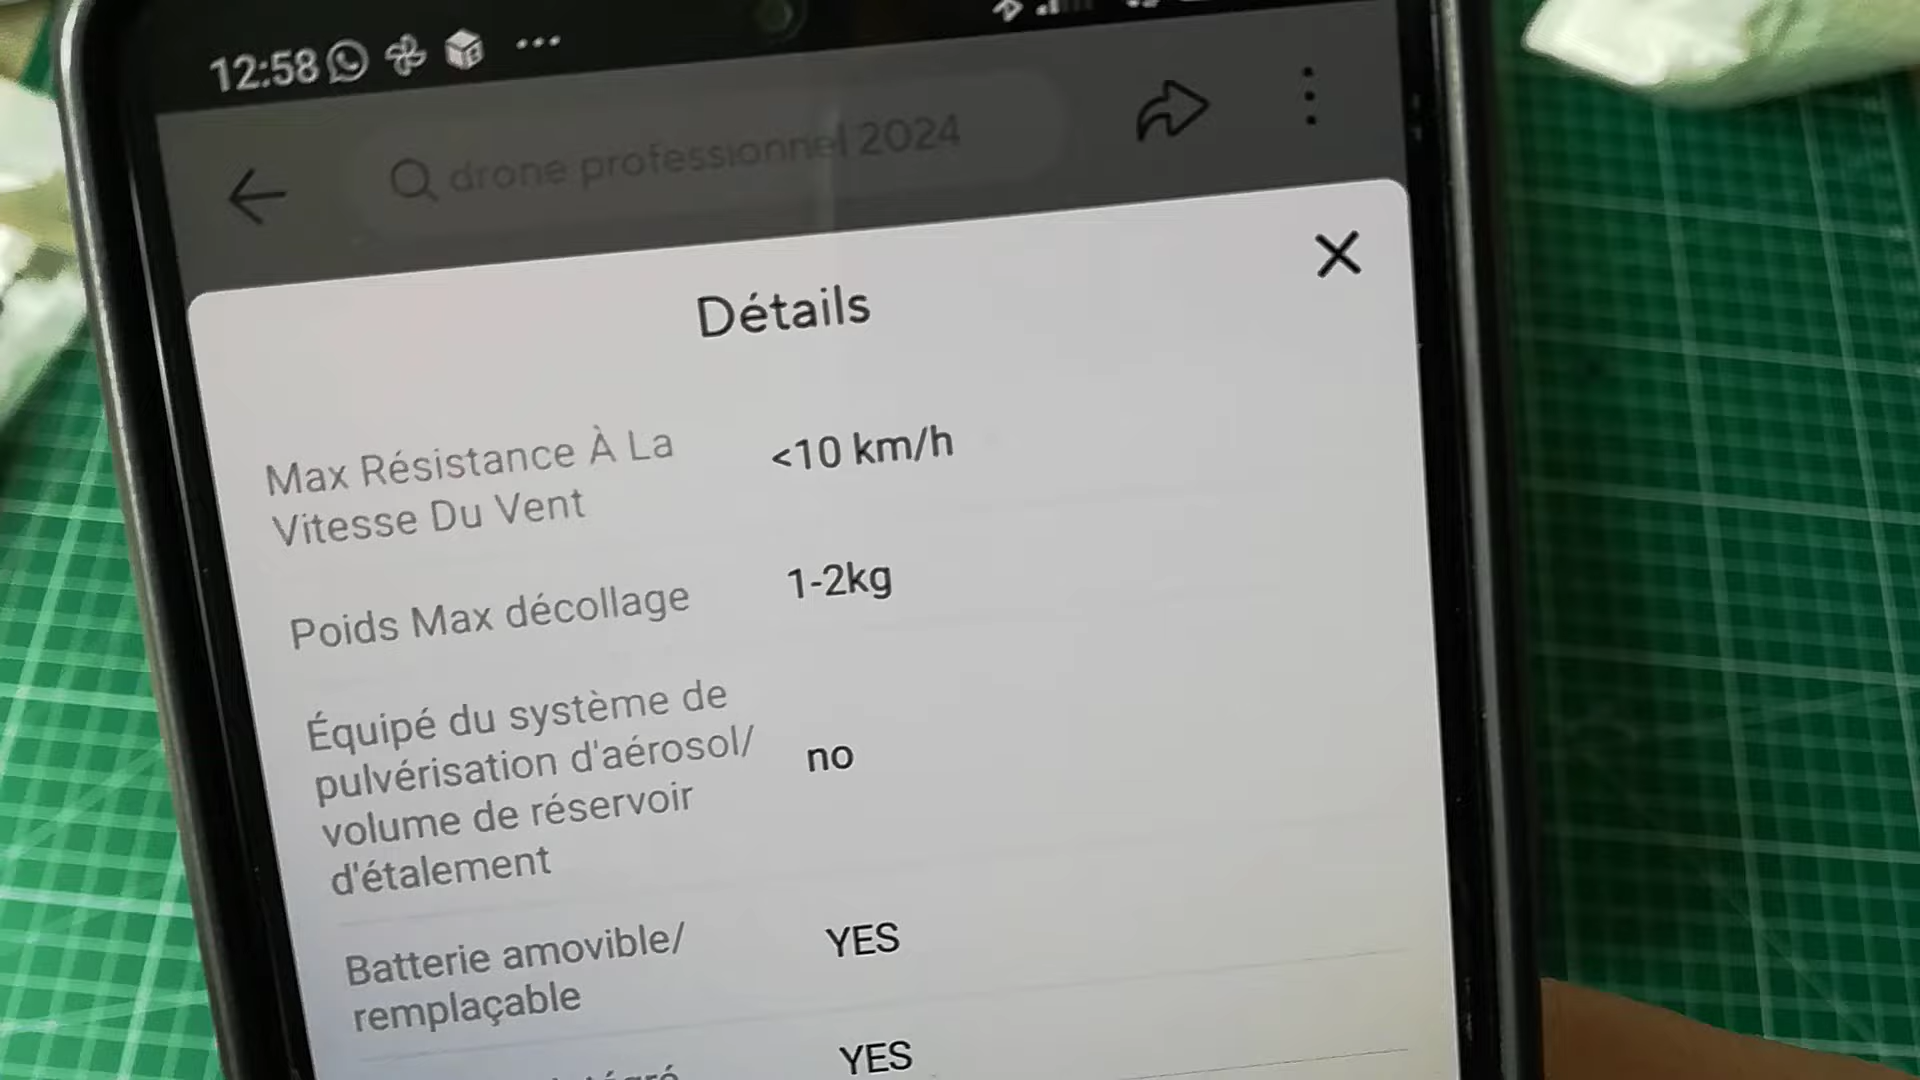 12:58
drone professionnel 2024
Détails
Max Résistance À La
Vitesse Du Vent
<10 km/h
Poids Max décollage
1-2kg
Équipé du système de
pulvérisation d'aérosol/
volume de réservoir
d'étalement
no
Batterie amovible/
remplaçable
YES
YES